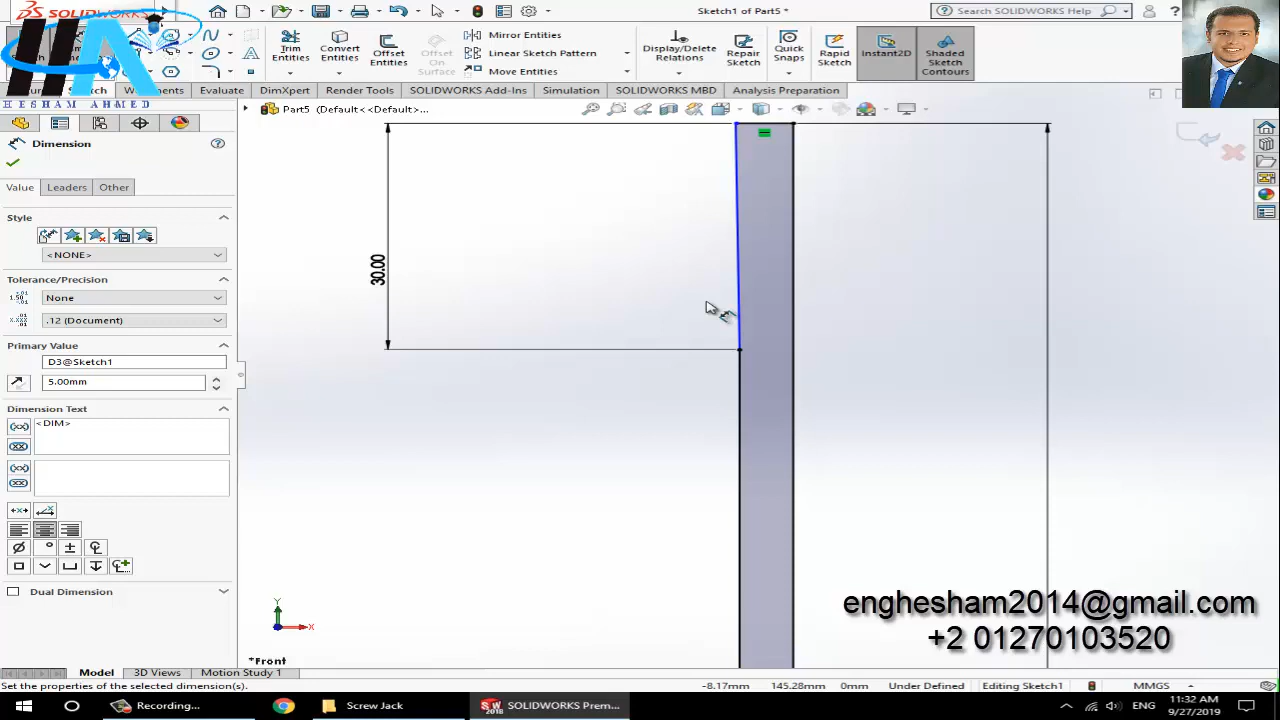 SOLIDWORKS
Sketch1 of Part5 *
Search SOLIDWORKS Help
HA
HESHAM AHMED
Trim Entities
Convert Entities
Offset Entities
Offset On Surface
Mirror Entities
Linear Sketch Pattern
Move Entities
Display/Delete Relations
Repair Sketch
Quick Snaps
Rapid Sketch
Instant2D
Shaded Sketch Contours
Evaluate
DimXpert
Render Tools
SOLIDWORKS Add-Ins
Simulation
SOLIDWORKS MBD
Analysis Preparation
Part5 (Default<<Default>...
Dimension
Value
Leaders
Other
Style
<NONE>
Tolerance/Precision
None
.12 (Document)
Primary Value
D3@Sketch1
5.00mm
Dimension Text
<DIM>
Dual Dimension
30.00
Y
X
*Front
enghesham2014@gmail.com
+2 01270103520
Model
3D Views
Motion Study 1
Set the properties of the selected dimension(s).
-8.17mm
145.28mm
0mm
Under Defined
Editing Sketch1
MMGS
Recording...
Screw Jack
SOLIDWORKS Prem...
ENG
11:32 AM
9/27/2019